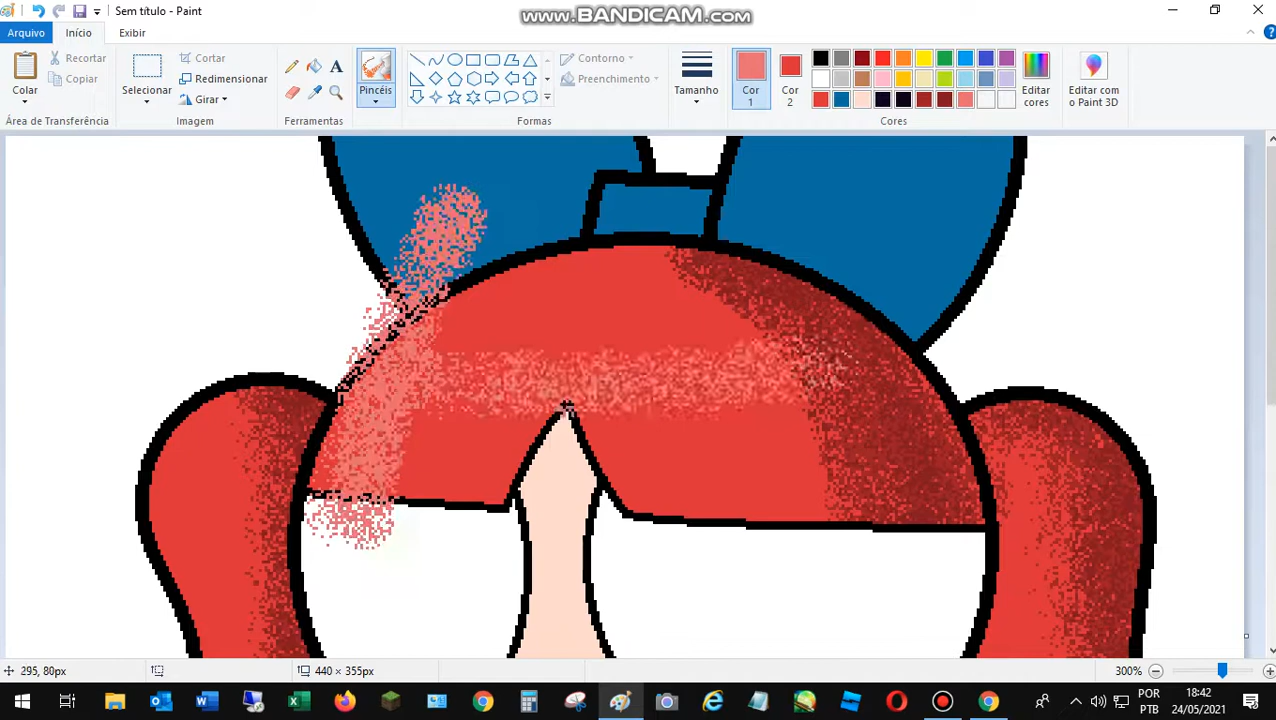 www.BANDICAM.com
Sem título - Paint
Arquivo Início Exibir
Colar
Recortar
Copiar
Área de Transferência
Selecionar
Cortar
Redimensionar
Girar
Imagem
Pincéis
Ferramentas
Contorno
Preenchimento
Formas
Tamanho
Cor 1
Cor 2
Editar cores
Cores
Editar com o Paint 3D
295, 80px
440 × 355px
300%
POR
PTB
18:42
24/05/2021